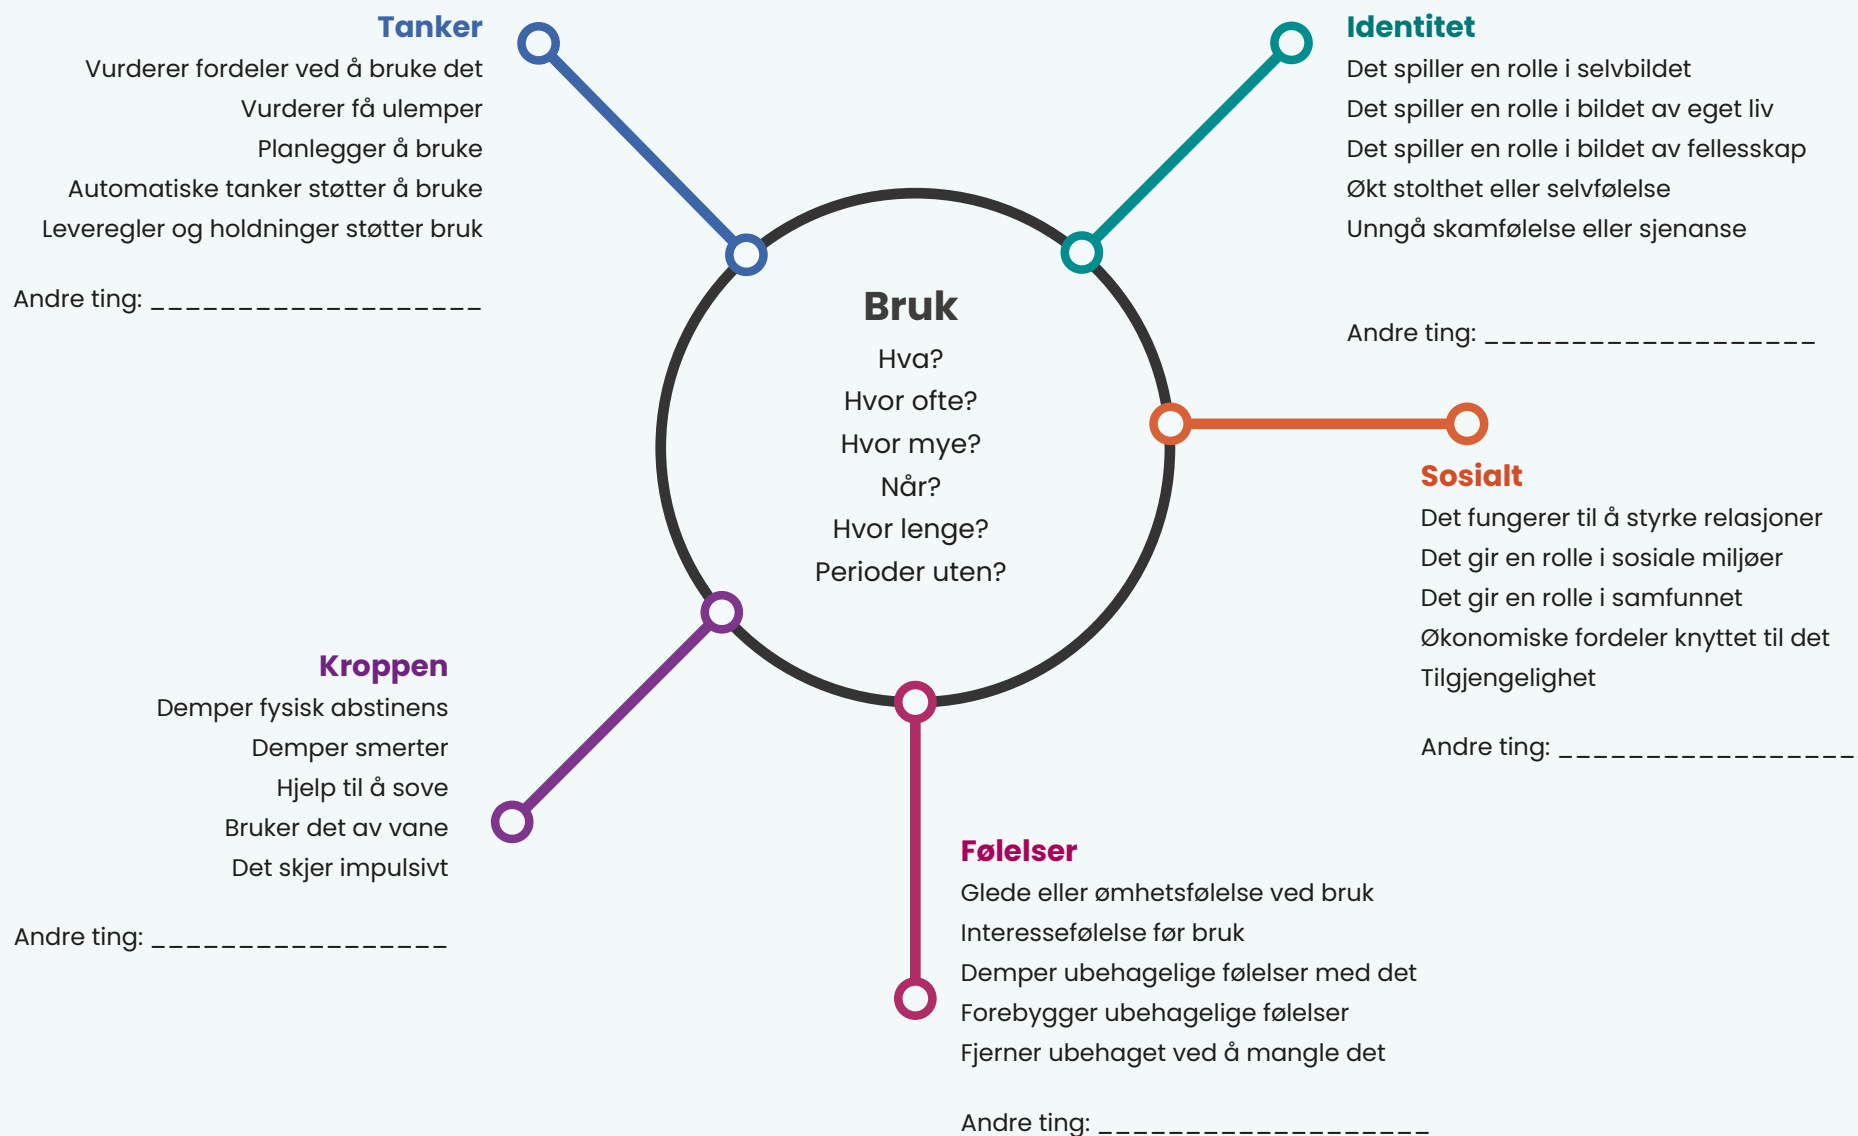 Tanker
Vurderer fordeler ved å bruke det
Vurderer få ulemper
Planlegger å bruke
Automatiske tanker støtter å bruke
Leveregler og holdninger støtter bruk
Andre ting: ___________________
Identitet
Det spiller en rolle i selvbildet
Det spiller en rolle i bildet av eget liv
Det spiller en rolle i bildet av fellesskap
Økt stolthet eller selvfølelse
Unngå skamfølelse eller sjenanse
Andre ting: ___________________
Bruk
Hva?
Hvor ofte?
Hvor mye?
Når?
Hvor lenge?
Perioder uten?
Sosialt
Det fungerer til å styrke relasjoner
Det gir en rolle i sosiale miljøer
Det gir en rolle i samfunnet
Økonomiske fordeler knyttet til det
Tilgjengelighet
Andre ting: _________________
Kroppen
Demper fysisk abstinens
Demper smerter
Hjelp til å sove
Bruker det av vane
Det skjer impulsivt
Andre ting: _________________
Følelser
Glede eller ømhetsfølelse ved bruk
Interessefølelse før bruk
Demper ubehagelige følelser med det
Forebygger ubehagelige følelser
Fjerner ubehaget ved å mangle det
Andre ting: ___________________